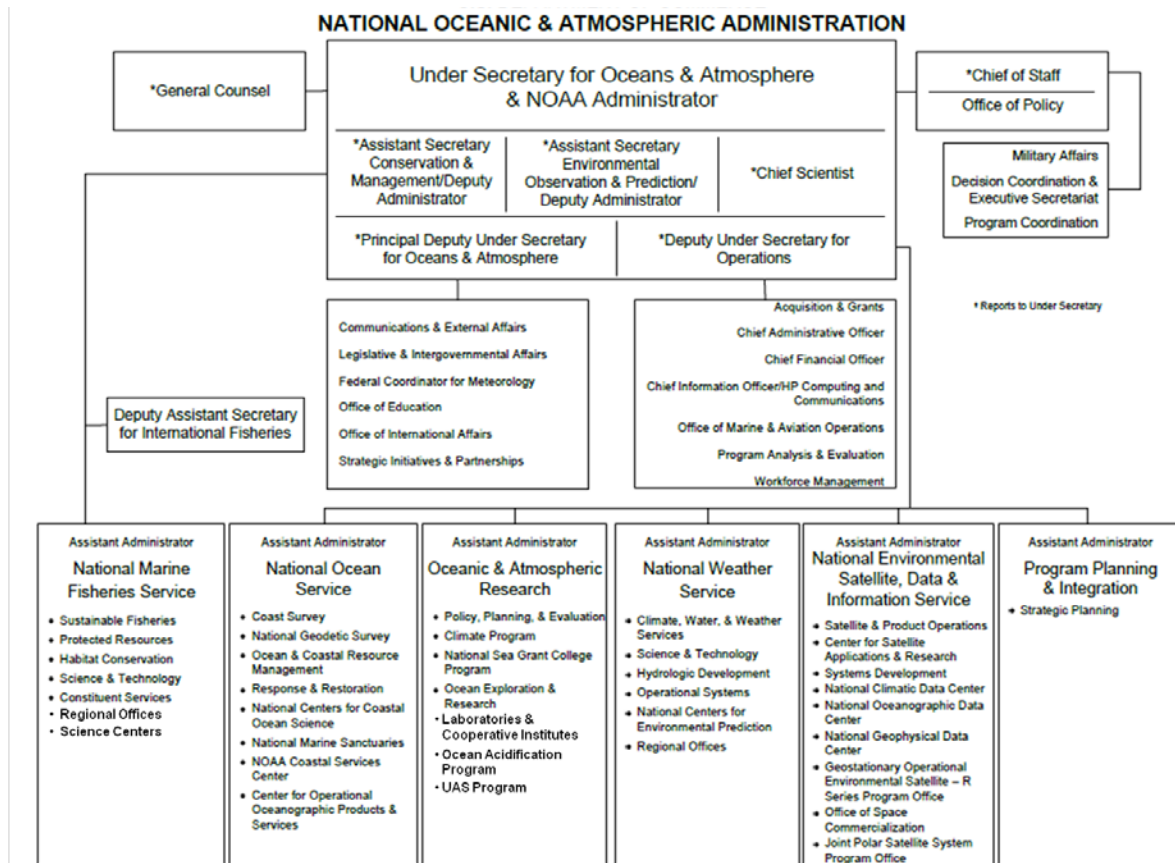 NATIONAL OCEANIC & ATMOSPHERIC ADMINISTRATION
*General Counsel
Under Secretary for Oceans & Atmosphere
& NOAA Administrator
*Chief of Staff
Office of Policy
*Assistant Secretary
Conservation &
Management/Deputy
Administrator
*Assistant Secretary
Environmental
Observation & Prediction/
Deputy Administrator
*Chief Scientist
Military Affairs
Decision Coordination &
Executive Secretariat
Program Coordination
*Principal Deputy Under Secretary
for Oceans & Atmosphere
*Deputy Under Secretary for
Operations
* Reports to Under Secretary
Communications & External Affairs
Legislative & Intergovernmental Affairs
Federal Coordinator for Meteorology
Office of Education
Office of International Affairs
Strategic Initiatives & Partnerships
Acquisition & Grants
Chief Administrative Officer
Chief Financial Officer
Chief Information Officer/HP Computing and
Communications
Office of Marine & Aviation Operations
Program Analysis & Evaluation
Workforce Management
Deputy Assistant Secretary
for International Fisheries
Assistant Administrator
National Marine
Fisheries Service
Sustainable Fisheries
Protected Resources
Habitat Conservation
Science & Technology
Constituent Services
• Regional Offices
• Science Centers
Assistant Administrator
National Ocean
Service
Coast Survey
National Geodetic Survey
Ocean & Coastal Resource
Management
Response & Restoration
National Centers for Coastal
Ocean Science
National Marine Sanctuaries
NOAA Coastal Services
Center
Center for Operational
Oceanographic Products &
Services
Assistant Administrator
Oceanic & Atmospheric
Research
Policy, Planning, & Evaluation
Climate Program
National Sea Grant College
Program
Ocean Exploration &
Research
• Laboratories &
Cooperative Institutes
• Ocean Acidification
Program
• UAS Program
Assistant Administrator
National Weather
Service
Climate, Water, & Weather
Services
Science & Technology
Hydrologic Development
Operational Systems
National Centers for
Environmental Prediction
Regional Offices
Assistant Administrator
National Environmental
Satellite, Data &
Information Service
Satellite & Product Operations
Center for Satellite
Applications & Research
Systems Development
National Climatic Data Center
National Oceanographic Data
Center
National Geophysical Data
Center
Geostationary Operational
Environmental Satellite – R
Series Program Office
Office of Space
Commercialization
Joint Polar Satellite System
Program Office
Assistant Administrator
Program Planning
& Integration
Strategic Planning